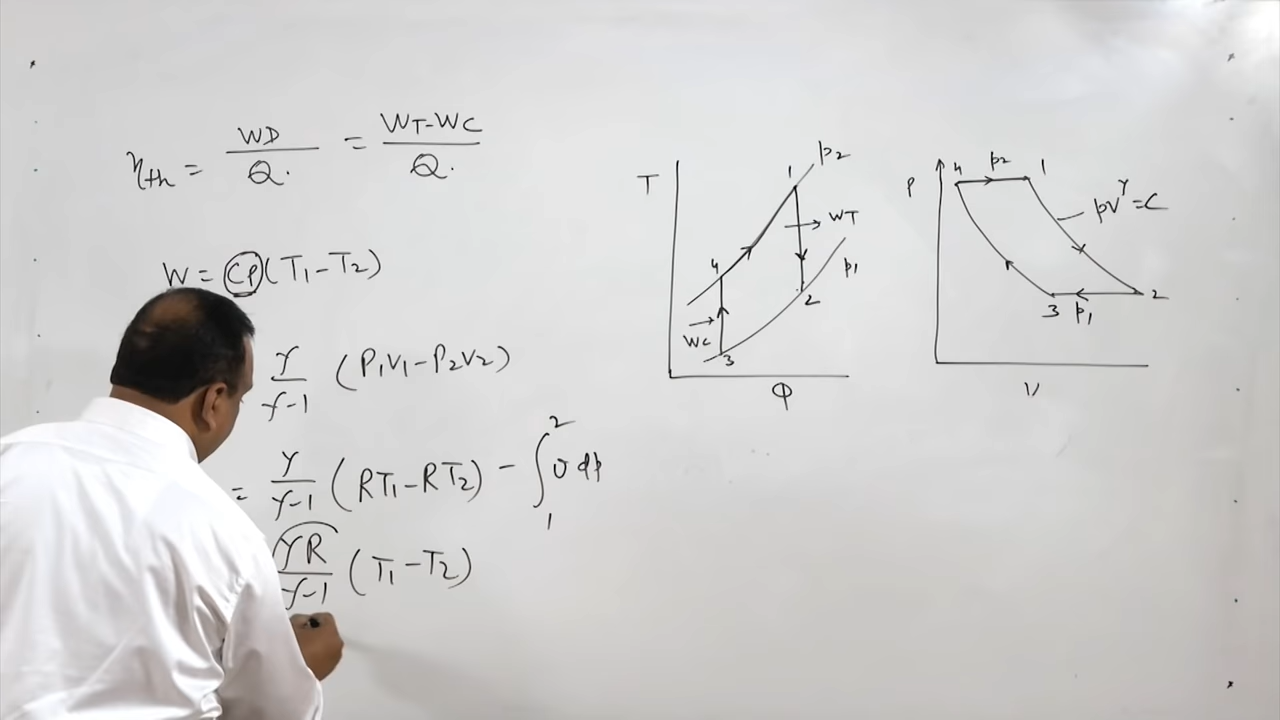 ηth = WD/Q. = WT-WC/Q.
W = CP(T1-T2)
γ/γ-1 (P1V1-P2V2)
= γ/γ-1 (RT1-RT2) - ∫₁² v dp
γR/γ-1 (T1-T2)
T
1
p2
WT
4
2
p1
WC
3
Φ
P
4
p2
1
pVγ=C
3
p1
2
V